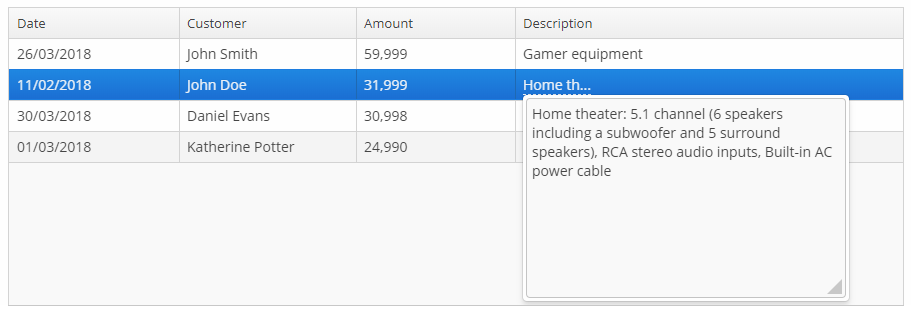 Date Customer Amount Description
26/03/2018 John Smith 59,999 Gamer equipment
11/02/2018 John Doe 31,999 Home th...
30/03/2018 Daniel Evans 30,998
01/03/2018 Katherine Potter 24,990
Home theater: 5.1 channel (6 speakers
including a subwoofer and 5 surround
speakers), RCA stereo audio inputs, Built-in AC
power cable